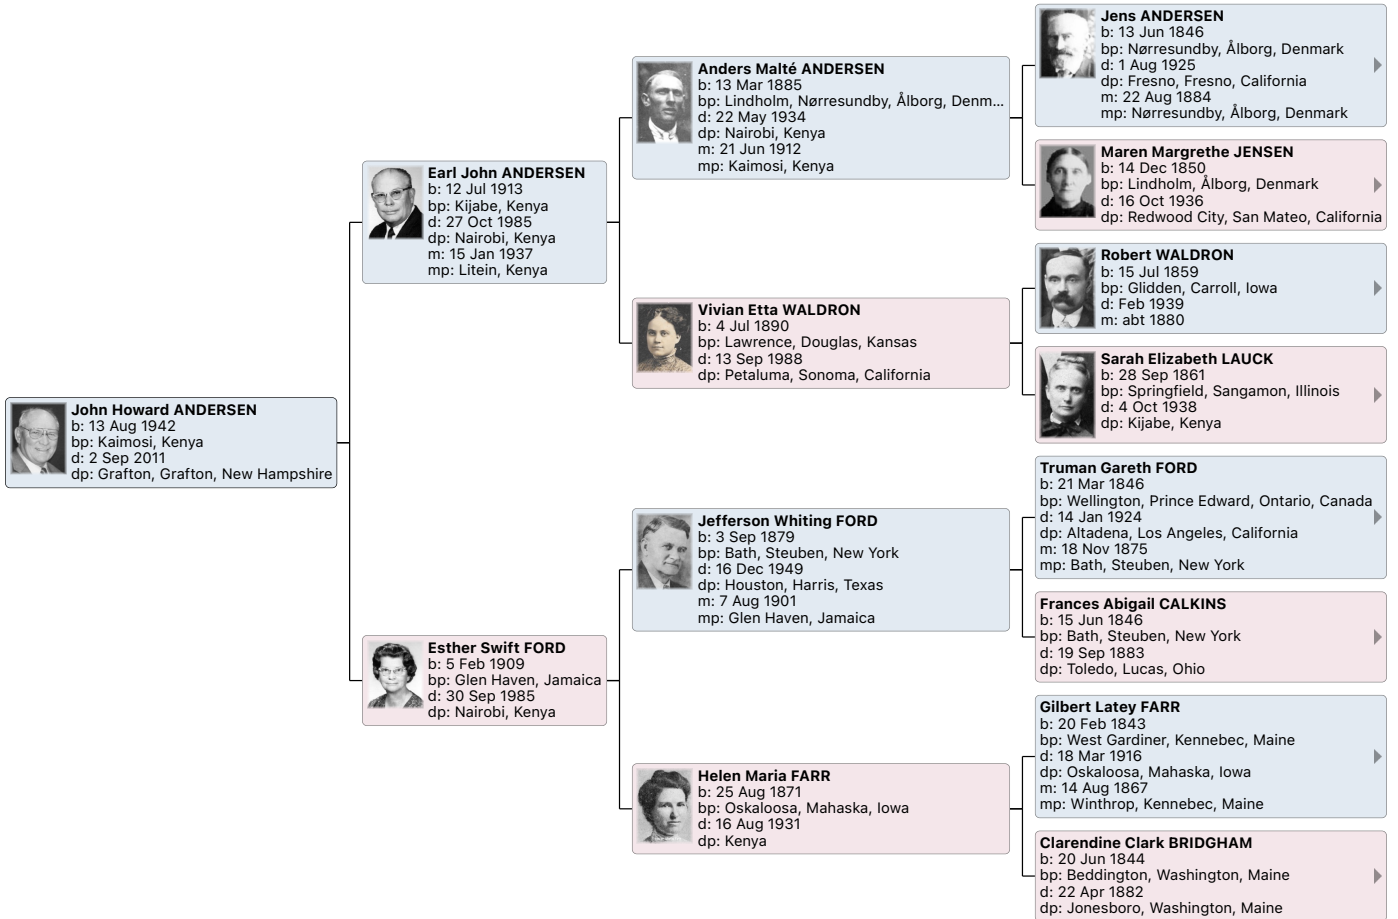 Jens ANDERSEN
b: 13 Jun 1846
bp: Nørresundby, Ålborg, Denmark
d: 1 Aug 1925
dp: Fresno, Fresno, California
m: 22 Aug 1884
mp: Nørresundby, Ålborg, Denmark
Anders Malté ANDERSEN
b: 13 Mar 1885
bp: Lindholm, Nørresundby, Ålborg, Denm...
d: 22 May 1934
dp: Nairobi, Kenya
m: 21 Jun 1912
mp: Kaimosi, Kenya
Maren Margrethe JENSEN
b: 14 Dec 1850
bp: Lindholm, Ålborg, Denmark
d: 16 Oct 1936
dp: Redwood City, San Mateo, California
Earl John ANDERSEN
b: 12 Jul 1913
bp: Kijabe, Kenya
d: 27 Oct 1985
dp: Nairobi, Kenya
m: 15 Jan 1937
mp: Litein, Kenya
Robert WALDRON
b: 15 Jul 1859
bp: Glidden, Carroll, Iowa
d: Feb 1939
m: abt 1880
Vivian Etta WALDRON
b: 4 Jul 1890
bp: Lawrence, Douglas, Kansas
d: 13 Sep 1988
dp: Petaluma, Sonoma, California
Sarah Elizabeth LAUCK
b: 28 Sep 1861
bp: Springfield, Sangamon, Illinois
d: 4 Oct 1938
dp: Kijabe, Kenya
John Howard ANDERSEN
b: 13 Aug 1942
bp: Kaimosi, Kenya
d: 2 Sep 2011
dp: Grafton, Grafton, New Hampshire
Truman Gareth FORD
b: 21 Mar 1846
bp: Wellington, Prince Edward, Ontario, Canada
d: 14 Jan 1924
dp: Altadena, Los Angeles, California
m: 18 Nov 1875
mp: Bath, Steuben, New York
Jefferson Whiting FORD
b: 3 Sep 1879
bp: Bath, Steuben, New York
d: 16 Dec 1949
dp: Houston, Harris, Texas
m: 7 Aug 1901
mp: Glen Haven, Jamaica
Frances Abigail CALKINS
b: 15 Jun 1846
bp: Bath, Steuben, New York
d: 19 Sep 1883
dp: Toledo, Lucas, Ohio
Esther Swift FORD
b: 5 Feb 1909
bp: Glen Haven, Jamaica
d: 30 Sep 1985
dp: Nairobi, Kenya
Gilbert Latey FARR
b: 20 Feb 1843
bp: West Gardiner, Kennebec, Maine
d: 18 Mar 1916
dp: Oskaloosa, Mahaska, Iowa
m: 14 Aug 1867
mp: Winthrop, Kennebec, Maine
Helen Maria FARR
b: 25 Aug 1871
bp: Oskaloosa, Mahaska, Iowa
d: 16 Aug 1931
dp: Kenya
Clarendine Clark BRIDGHAM
b: 20 Jun 1844
bp: Beddington, Washington, Maine
d: 22 Apr 1882
dp: Jonesboro, Washington, Maine